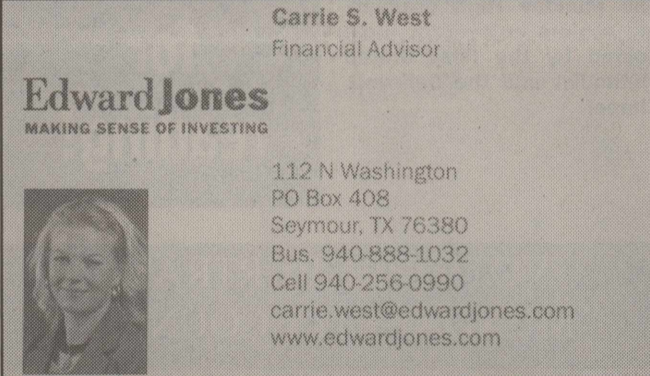 Carrie S. West
Financial Advisor
Edward Jones
MAKING SENSE OF INVESTING
112 N Washington
PO Box 408
Seymour, TX 76380
Bus. 940-888-1032
Cell 940-256-0990
carrie.west@edwardjones.com
www.edwardjones.com